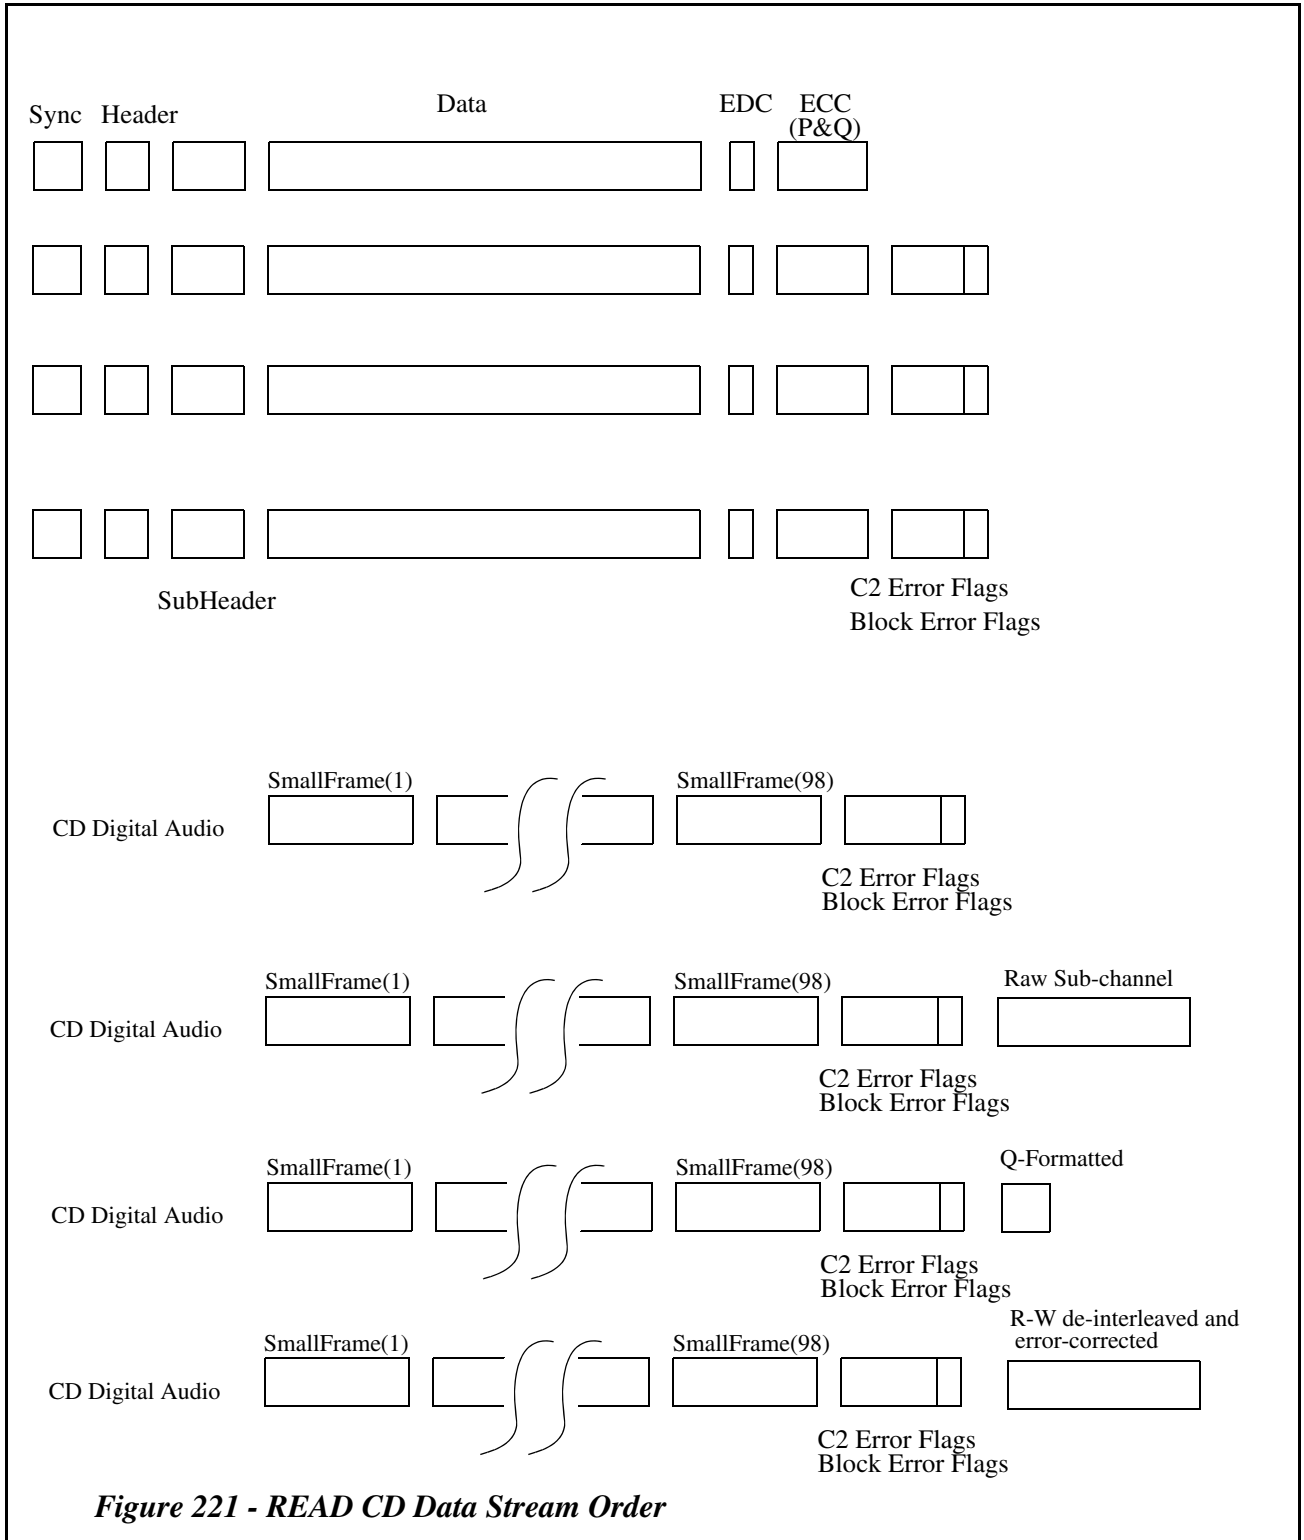 Sync Header Data EDC ECC
(P&Q)
SubHeader
C2 Error Flags
Block Error Flags
SmallFrame(1) SmallFrame(98)
CD Digital Audio
C2 Error Flags
Block Error Flags
SmallFrame(1) SmallFrame(98) Raw Sub-channel
CD Digital Audio
C2 Error Flags
Block Error Flags
SmallFrame(1) SmallFrame(98) Q-Formatted
CD Digital Audio
C2 Error Flags
Block Error Flags
R-W de-interleaved and
error-corrected
SmallFrame(1) SmallFrame(98)
CD Digital Audio
C2 Error Flags
Block Error Flags
Figure 221 - READ CD Data Stream Order